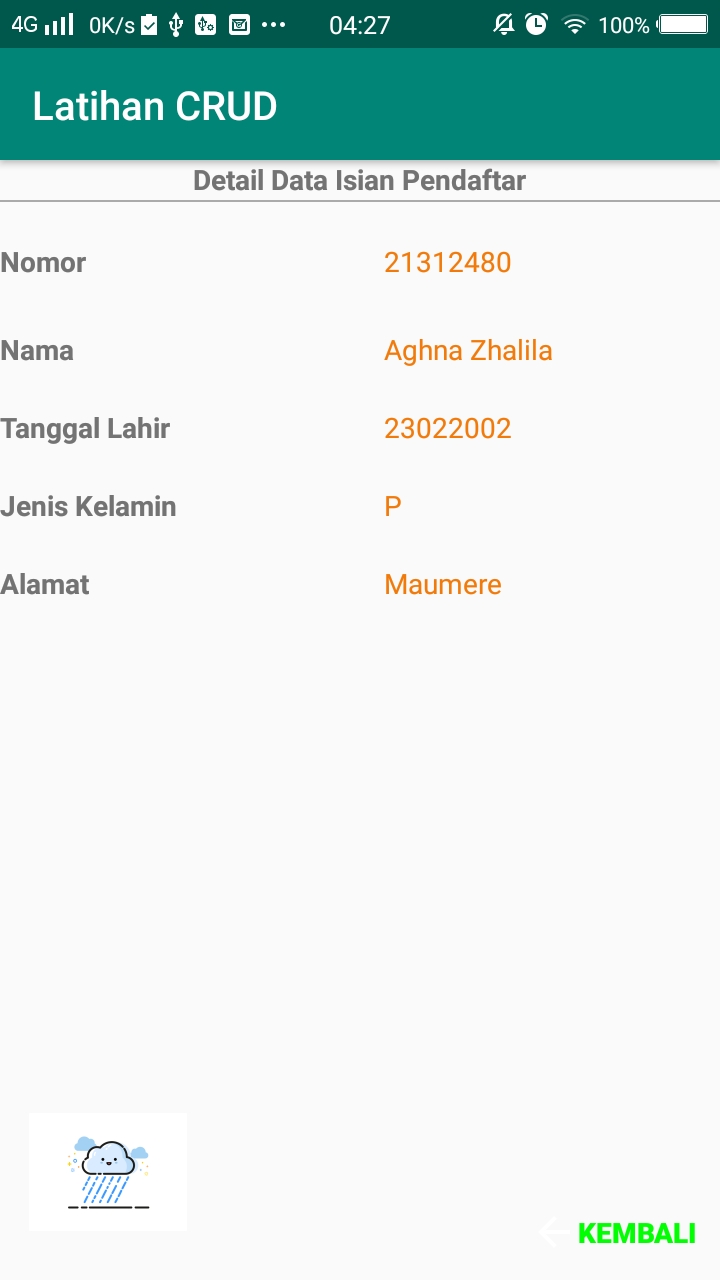 4G 0K/s 04:27 100%
Latihan CRUD
Detail Data Isian Pendaftar
Nomor 21312480
Nama Aghna Zhalila
Tanggal Lahir 23022002
Jenis Kelamin P
Alamat Maumere
KEMBALI